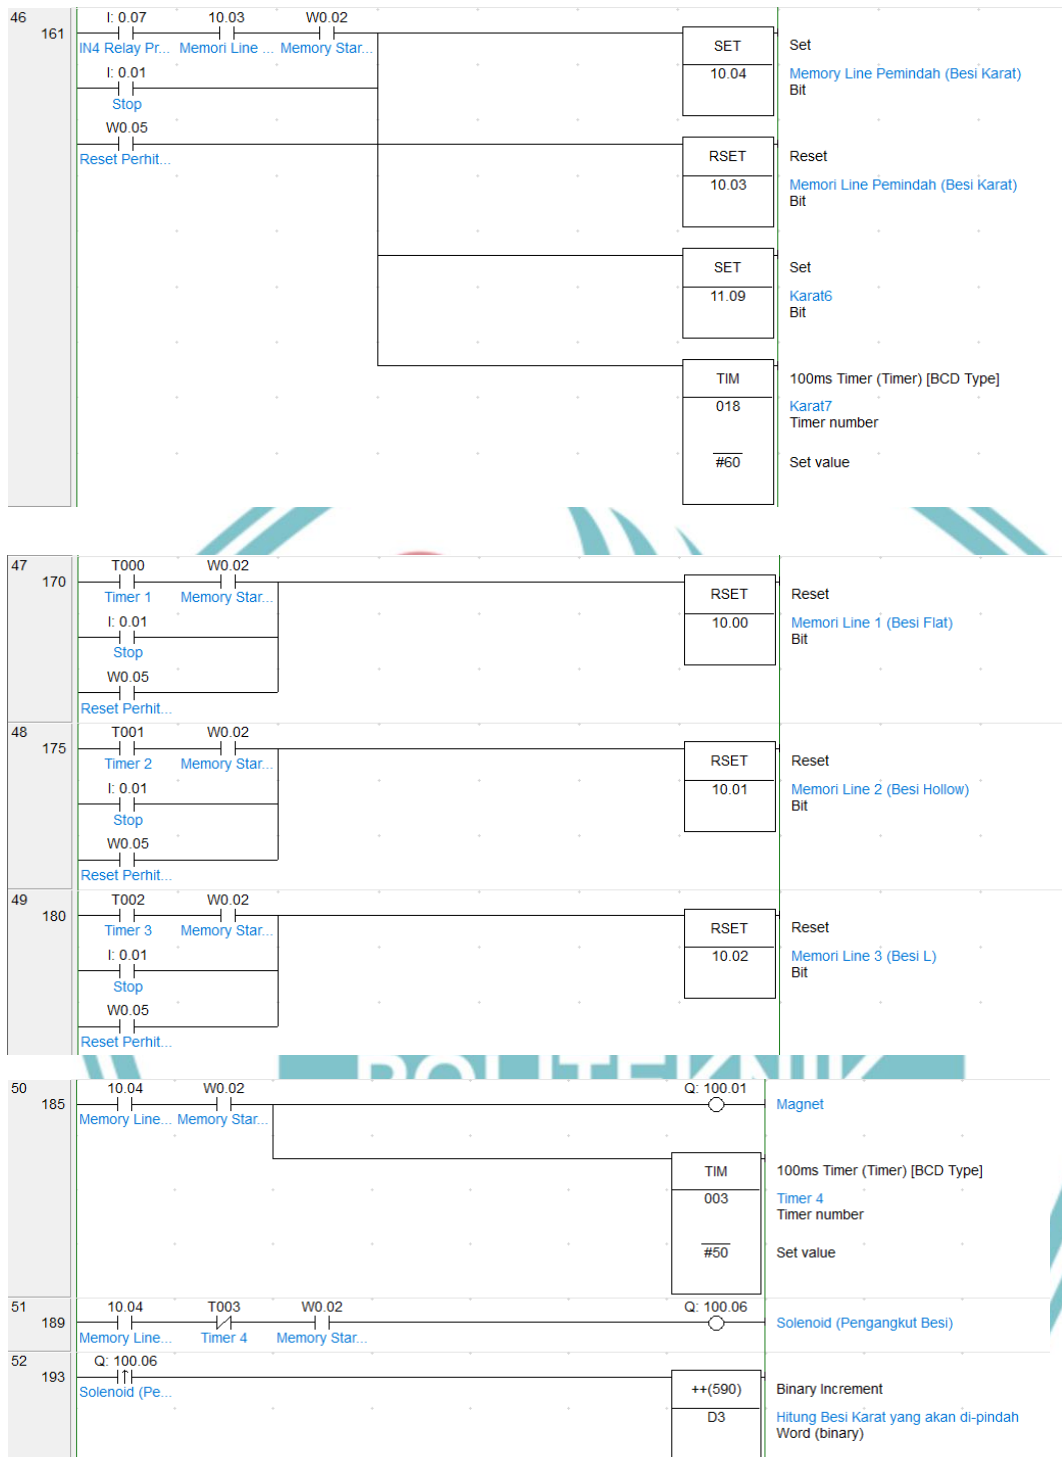 46
161
I: 0.07 10.03 W0.02
IN4 Relay Pr... Memori Line ... Memory Star...
I: 0.01
Stop
W0.05
Reset Perhit...
SET Set
10.04 Memory Line Pemindah (Besi Karat)
Bit
RSET Reset
10.03 Memori Line Pemindah (Besi Karat)
Bit
SET Set
11.09 Karat6
Bit
TIM 100ms Timer (Timer) [BCD Type]
018 Karat7
Timer number
#60 Set value
47
170
T000 W0.02
Timer 1 Memory Star...
I: 0.01
Stop
W0.05
Reset Perhit...
RSET Reset
10.00 Memori Line 1 (Besi Flat)
Bit
48
175
T001 W0.02
Timer 2 Memory Star...
I: 0.01
Stop
W0.05
Reset Perhit...
RSET Reset
10.01 Memori Line 2 (Besi Hollow)
Bit
49
180
T002 W0.02
Timer 3 Memory Star...
I: 0.01
Stop
W0.05
Reset Perhit...
RSET Reset
10.02 Memori Line 3 (Besi L)
Bit
POLITEKNIK
50
185
10.04 W0.02 Q: 100.01
Memory Line... Memory Star... Magnet
TIM 100ms Timer (Timer) [BCD Type]
003 Timer 4
Timer number
#50 Set value
51
189
10.04 T003 W0.02 Q: 100.06
Memory Line... Timer 4 Memory Star... Solenoid (Pengangkut Besi)
52
193
Q: 100.06
Solenoid (Pe...
++(590) Binary Increment
D3 Hitung Besi Karat yang akan di-pindah
Word (binary)